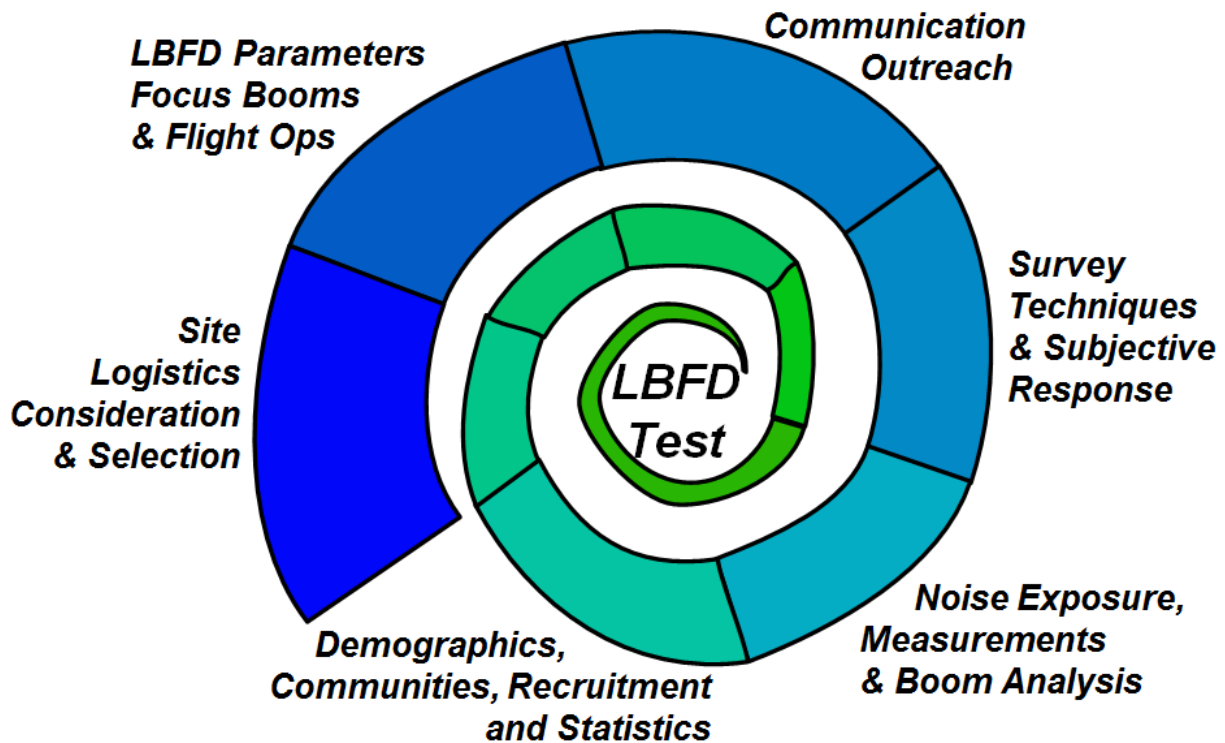 LBFD Parameters
Focus Booms
& Flight Ops
Communication
Outreach
Survey
Techniques
& Subjective
Response
Noise Exposure,
Measurements
& Boom Analysis
Demographics,
Communities, Recruitment
and Statistics
Site
Logistics
Consideration
& Selection
LBFD
Test